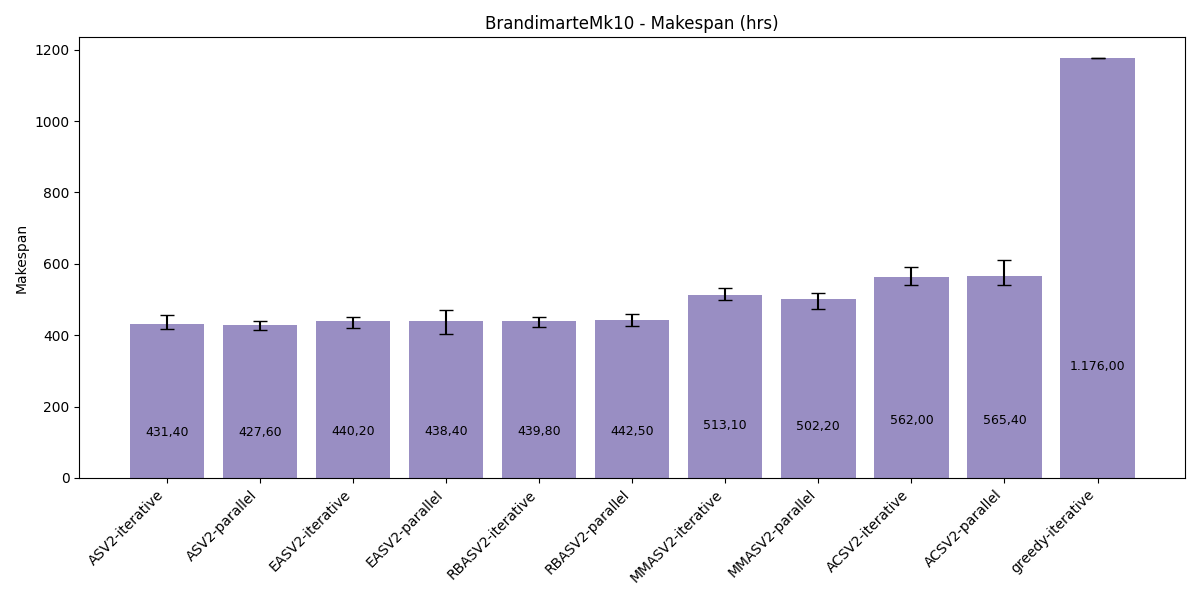 BrandimarteMk10 - Makespan (hrs)
Makespan
1200
1000
800
600
400
200
0
431,40
427,60
440,20
438,40
439,80
442,50
513,10
502,20
562,00
565,40
1.176,00
ASV2-iterative
ASV2-parallel
EASV2-iterative
EASV2-parallel
RBASV2-iterative
RBASV2-parallel
MMASV2-iterative
MMASV2-parallel
ACSV2-iterative
ACSV2-parallel
greedy-iterative